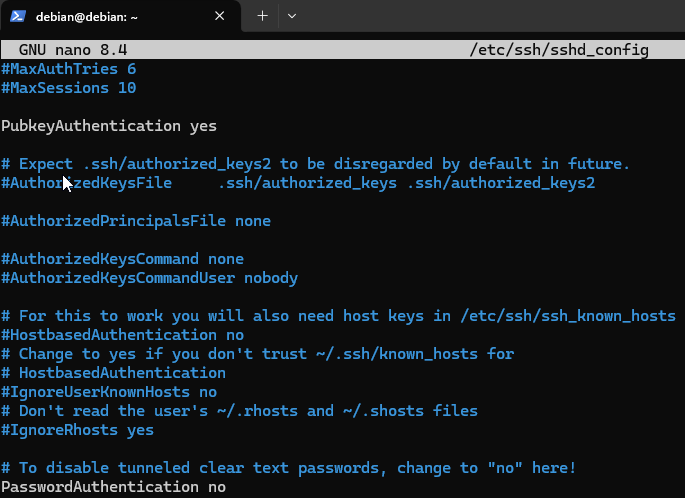 debian@debian: ~
GNU nano 8.4 /etc/ssh/sshd_config
#MaxAuthTries 6
#MaxSessions 10
PubkeyAuthentication yes
# Expect .ssh/authorized_keys2 to be disregarded by default in future.
#AuthorizedKeysFile .ssh/authorized_keys .ssh/authorized_keys2
#AuthorizedPrincipalsFile none
#AuthorizedKeysCommand none
#AuthorizedKeysCommandUser nobody
# For this to work you will also need host keys in /etc/ssh/ssh_known_hosts
#HostbasedAuthentication no
# Change to yes if you don't trust ~/.ssh/known_hosts for
# HostbasedAuthentication
#IgnoreUserKnownHosts no
# Don't read the user's ~/.rhosts and ~/.shosts files
#IgnoreRhosts yes
# To disable tunneled clear text passwords, change to "no" here!
PasswordAuthentication no